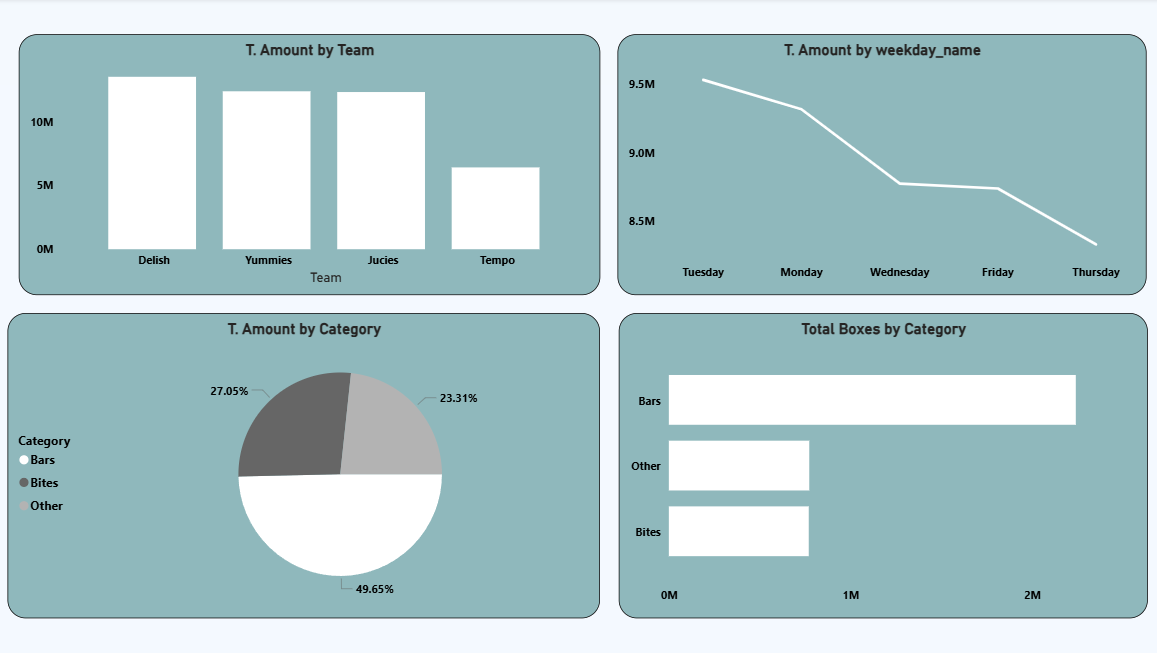 T. Amount by Team
10M
5M
0M
Delish Yummies Jucies Tempo
Team
T. Amount by weekday_name
9.5M
9.0M
8.5M
Tuesday Monday Wednesday Friday Thursday
T. Amount by Category
27.05%
23.31%
49.65%
Category
Bars
Bites
Other
Total Boxes by Category
Bars
Other
Bites
0M 1M 2M